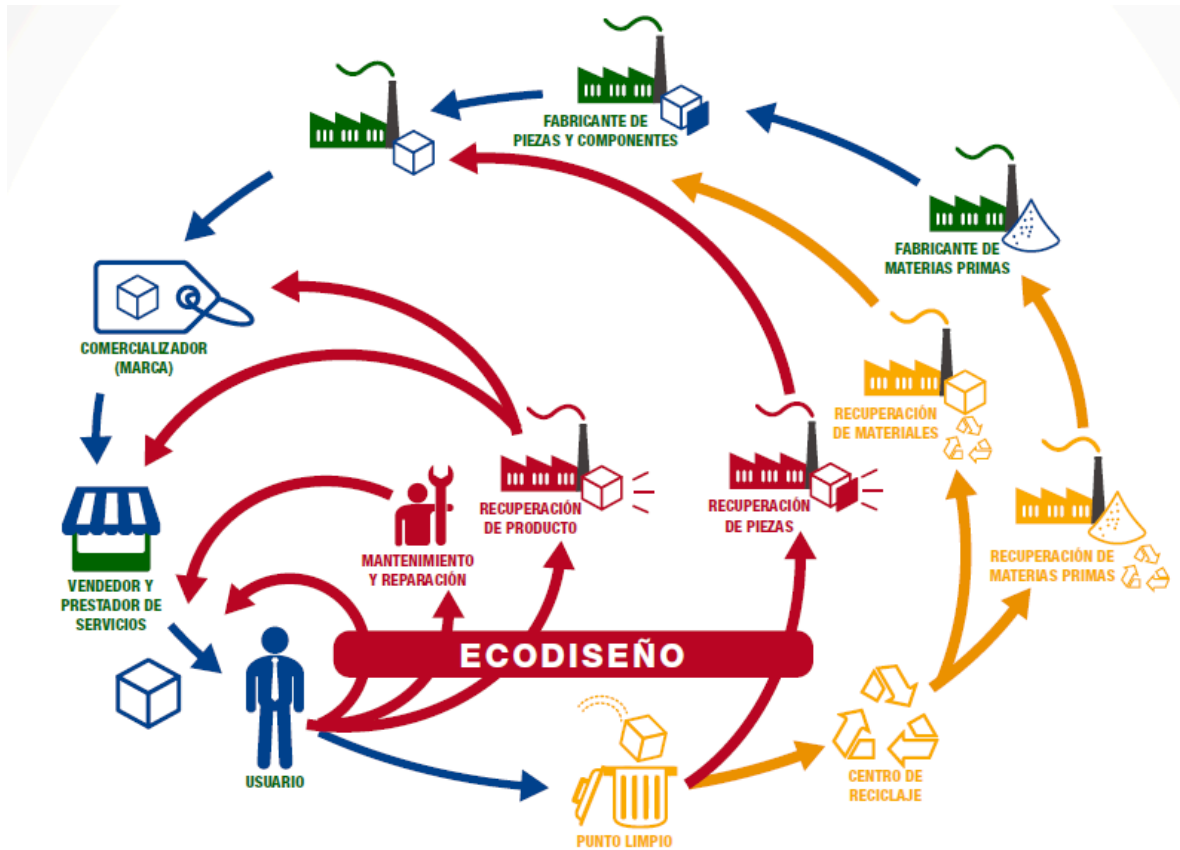 FABRICANTE DE
PIEZAS Y COMPONENTES
FABRICANTE DE
MATERIAS PRIMAS
COMERCIALIZADOR
(MARCA)
RECUPERACIÓN
DE MATERIALES
RECUPERACIÓN
DE PRODUCTO
RECUPERACIÓN
DE PIEZAS
MANTENIMIENTO
Y REPARACIÓN
RECUPERACIÓN DE
MATERIAS PRIMAS
VENDEDOR Y
PRESTADOR DE
SERVICIOS
ECODISEÑO
USUARIO
CENTRO DE
RECICLAJE
PUNTO LIMPIO